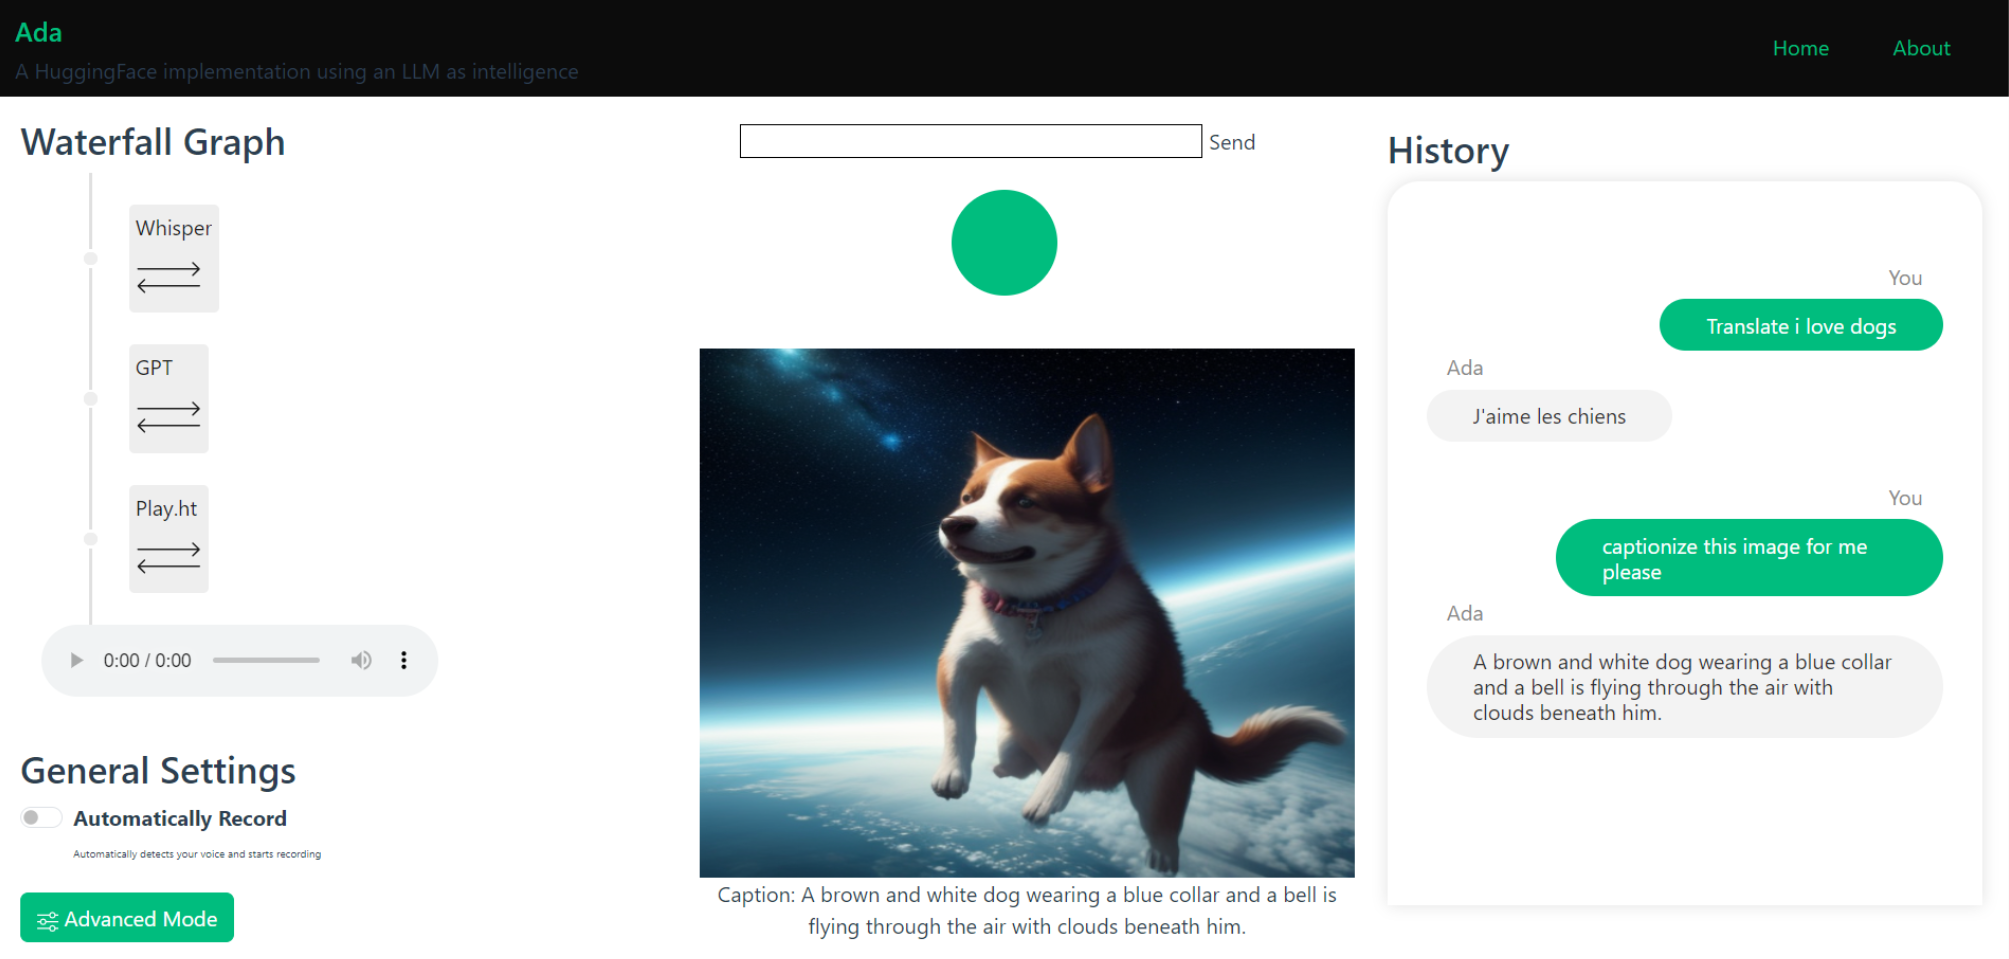 Ada
A HuggingFace implementation using an LLM as intelligence
Home
About
Waterfall Graph
Whisper
GPT
Play.ht
0:00 / 0:00
General Settings
Automatically Record
Automatically detects your voice and starts recording
Advanced Mode
Send
Caption: A brown and white dog wearing a blue collar and a bell is
flying through the air with clouds beneath him.
History
You
Translate i love dogs
Ada
J'aime les chiens
You
captionize this image for me
please
Ada
A brown and white dog wearing a blue collar
and a bell is flying through the air with
clouds beneath him.